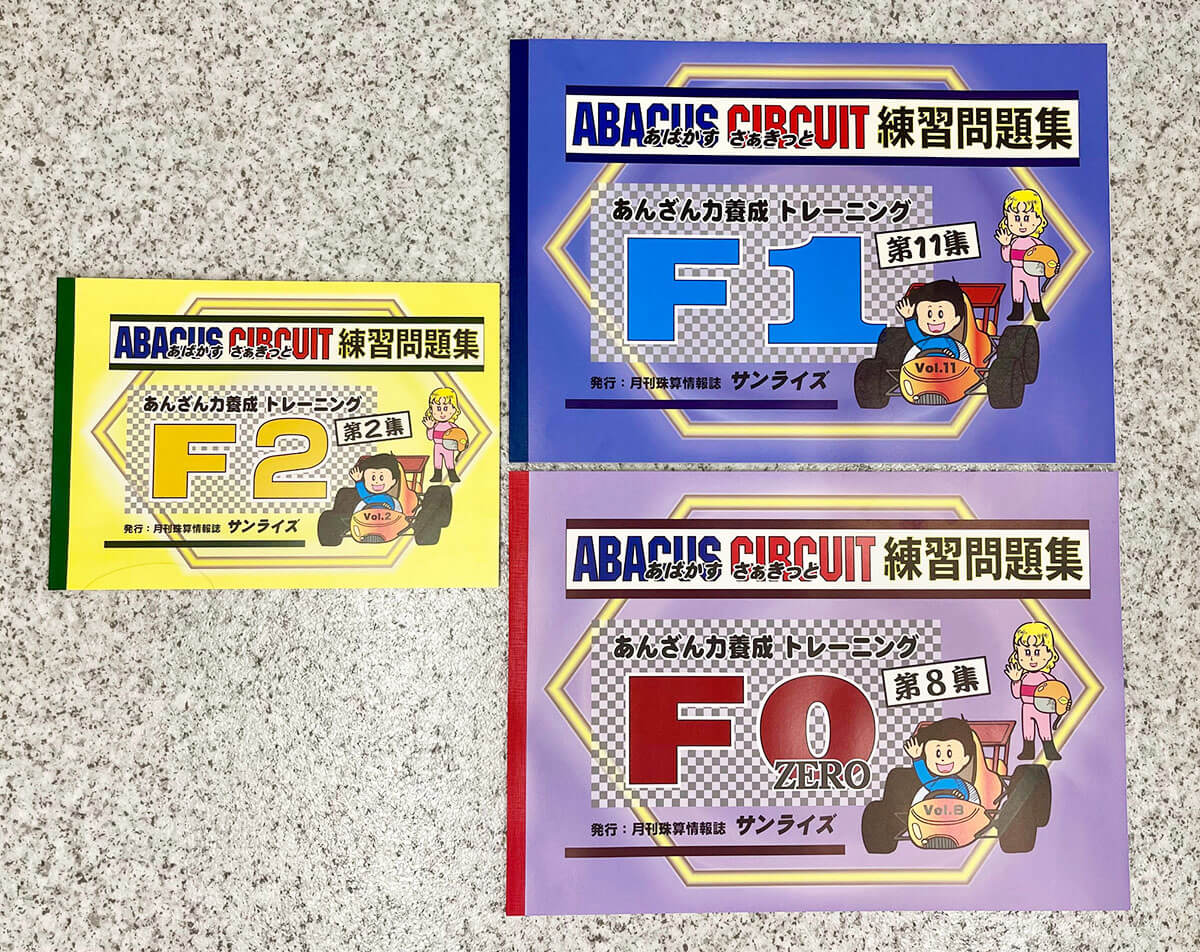 ABACUS CIRCUIT 練習問題集
あばかす さぁきっと
あんざん力養成 トレーニング
F2
第2集
Vol.2
発行：月刊珠算情報誌 サンライズ
ABACUS CIRCUIT 練習問題集
あばかす さぁきっと
あんざん力養成 トレーニング
F1
第11集
Vol.11
発行：月刊珠算情報誌 サンライズ
ABACUS CIRCUIT 練習問題集
あばかす さぁきっと
あんざん力養成 トレーニング
F0
ZERO
第8集
Vol.8
発行：月刊珠算情報誌 サンライズ